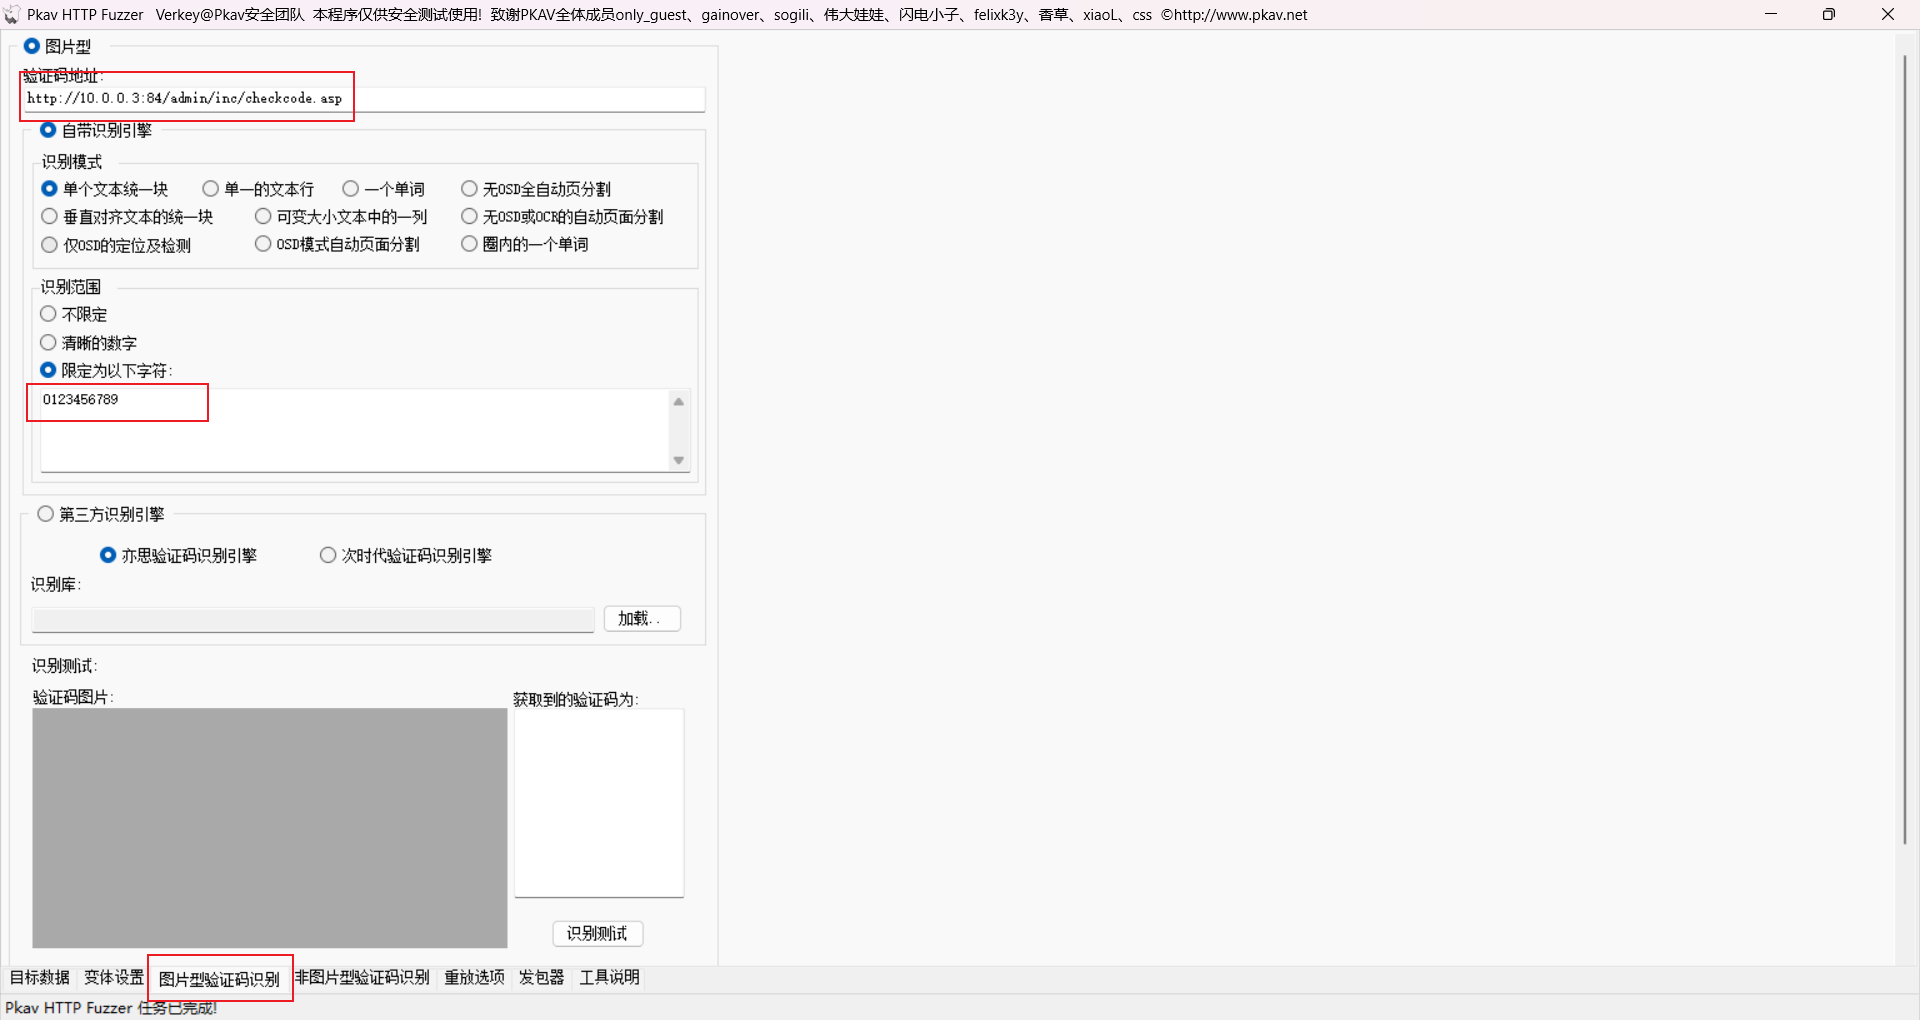 Pkav HTTP Fuzzer Verkey@Pkav安全团队 本程序仅供安全测试使用! 致谢PKAV全体成员only_guest、gainover、sogili、伟大娃娃、闪电小子、felixk3y、香草、xiaoL、css ©http://www.pkav.net
图片型
验证码地址:
http://10.0.0.3:84/admin/inc/checkcode.asp
自带识别引擎
识别模式
单个文本统一块 单一的文本行 一个单词 无OSD全自动页分割
垂直对齐文本的统一块 可变大小文本中的一列 无OSD或OCR的自动页面分割
仅OSD的定位及检测 OSD模式自动页面分割 圈内的一个单词
识别范围
不限定
清晰的数字
限定为以下字符:
0123456789
第三方识别引擎
亦思验证码识别引擎 次时代验证码识别引擎
识别库:
加载..
识别测试:
验证码图片: 获取到的验证码为:
识别测试
目标数据 变体设置 图片型验证码识别 非图片型验证码识别 重放选项 发包器 工具说明
Pkav HTTP Fuzzer 任务已完成!